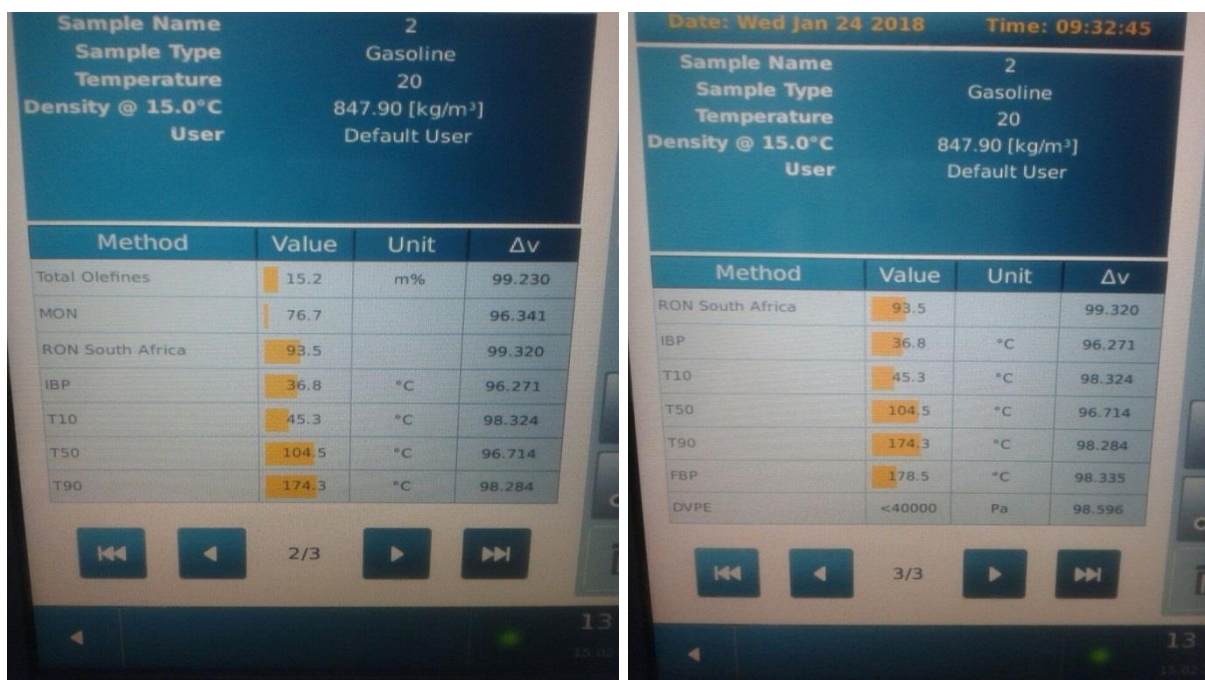 Sample Name 2
Sample Type Gasoline
Temperature 20
Density @ 15.0°C 847.90 [kg/m³]
User Default User
Method Value Unit Δv
Total Olefines 15.2 m% 99.230
MON 76.7 96.341
RON South Africa 93.5 99.320
IBP 36.8 °C 96.271
T10 45.3 °C 98.324
T50 104.5 °C 96.714
T90 174.3 °C 98.284
2/3
13
15.02
Date: Wed Jan 24 2018 Time: 09:32:45
Sample Name 2
Sample Type Gasoline
Temperature 20
Density @ 15.0°C 847.90 [kg/m³]
User Default User
Method Value Unit Δv
RON South Africa 93.5 99.320
IBP 36.8 °C 96.271
T10 45.3 °C 98.324
T50 104.5 °C 96.714
T90 174.3 °C 98.284
FBP 178.5 °C 98.335
DVPE <40000 Pa 98.596
3/3
13
15.02